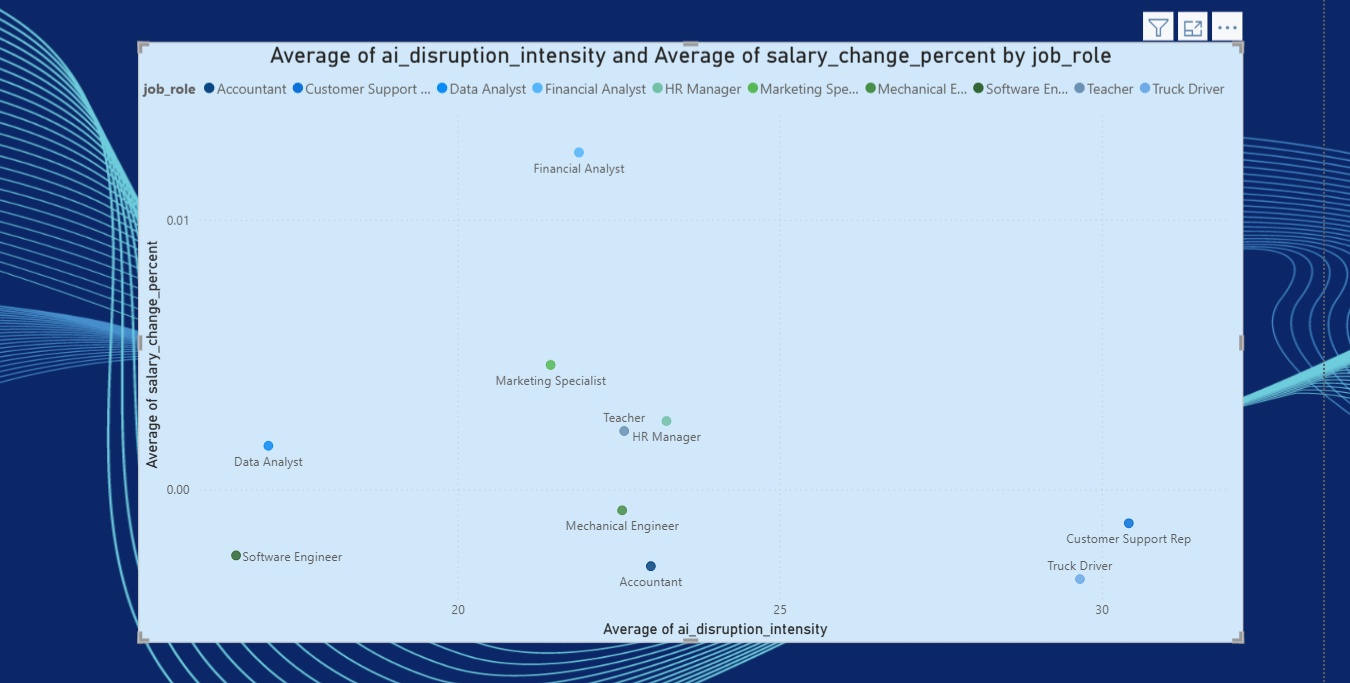 Average of ai_disruption_intensity and Average of salary_change_percent by job_role
job_role Accountant Customer Support ... Data Analyst Financial Analyst HR Manager Marketing Spe... Mechanical E... Software En... Teacher Truck Driver
Financial Analyst
0.01
Average of salary_change_percent
Marketing Specialist
Teacher
HR Manager
Data Analyst
0.00
Mechanical Engineer
Customer Support Rep
Software Engineer
Truck Driver
Accountant
20 25 30
Average of ai_disruption_intensity